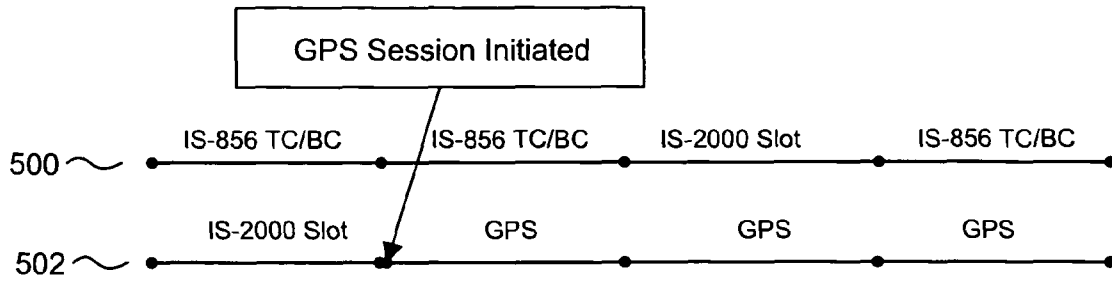 GPS Session Initiated
IS-856 TC/BC IS-856 TC/BC IS-2000 Slot IS-856 TC/BC
500
IS-2000 Slot GPS GPS GPS
502